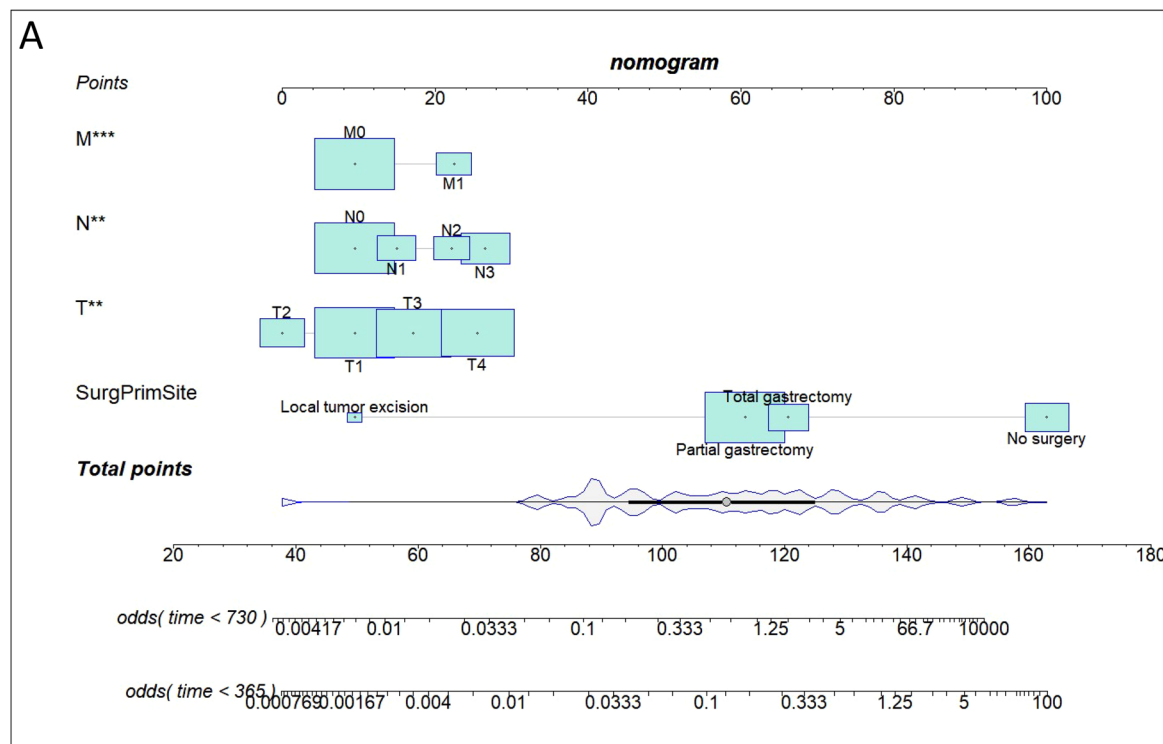 A
nomogram
Points
0 20 40 60 80 100
M***
M0
M1
N**
N0
N2
N1
N3
T**
T2
T3
T1
T4
SurgPrimSite
Local tumor excision
Total gastrectomy
Partial gastrectomy
No surgery
Total points
20 40 60 80 100 120 140 160 180
odds( time < 730 )
0.00417 0.01 0.0333 0.1 0.333 1.25 5 66.7 10000
odds( time < 365 )
0.000769 0.00167 0.004 0.01 0.0333 0.1 0.333 1.25 5 100